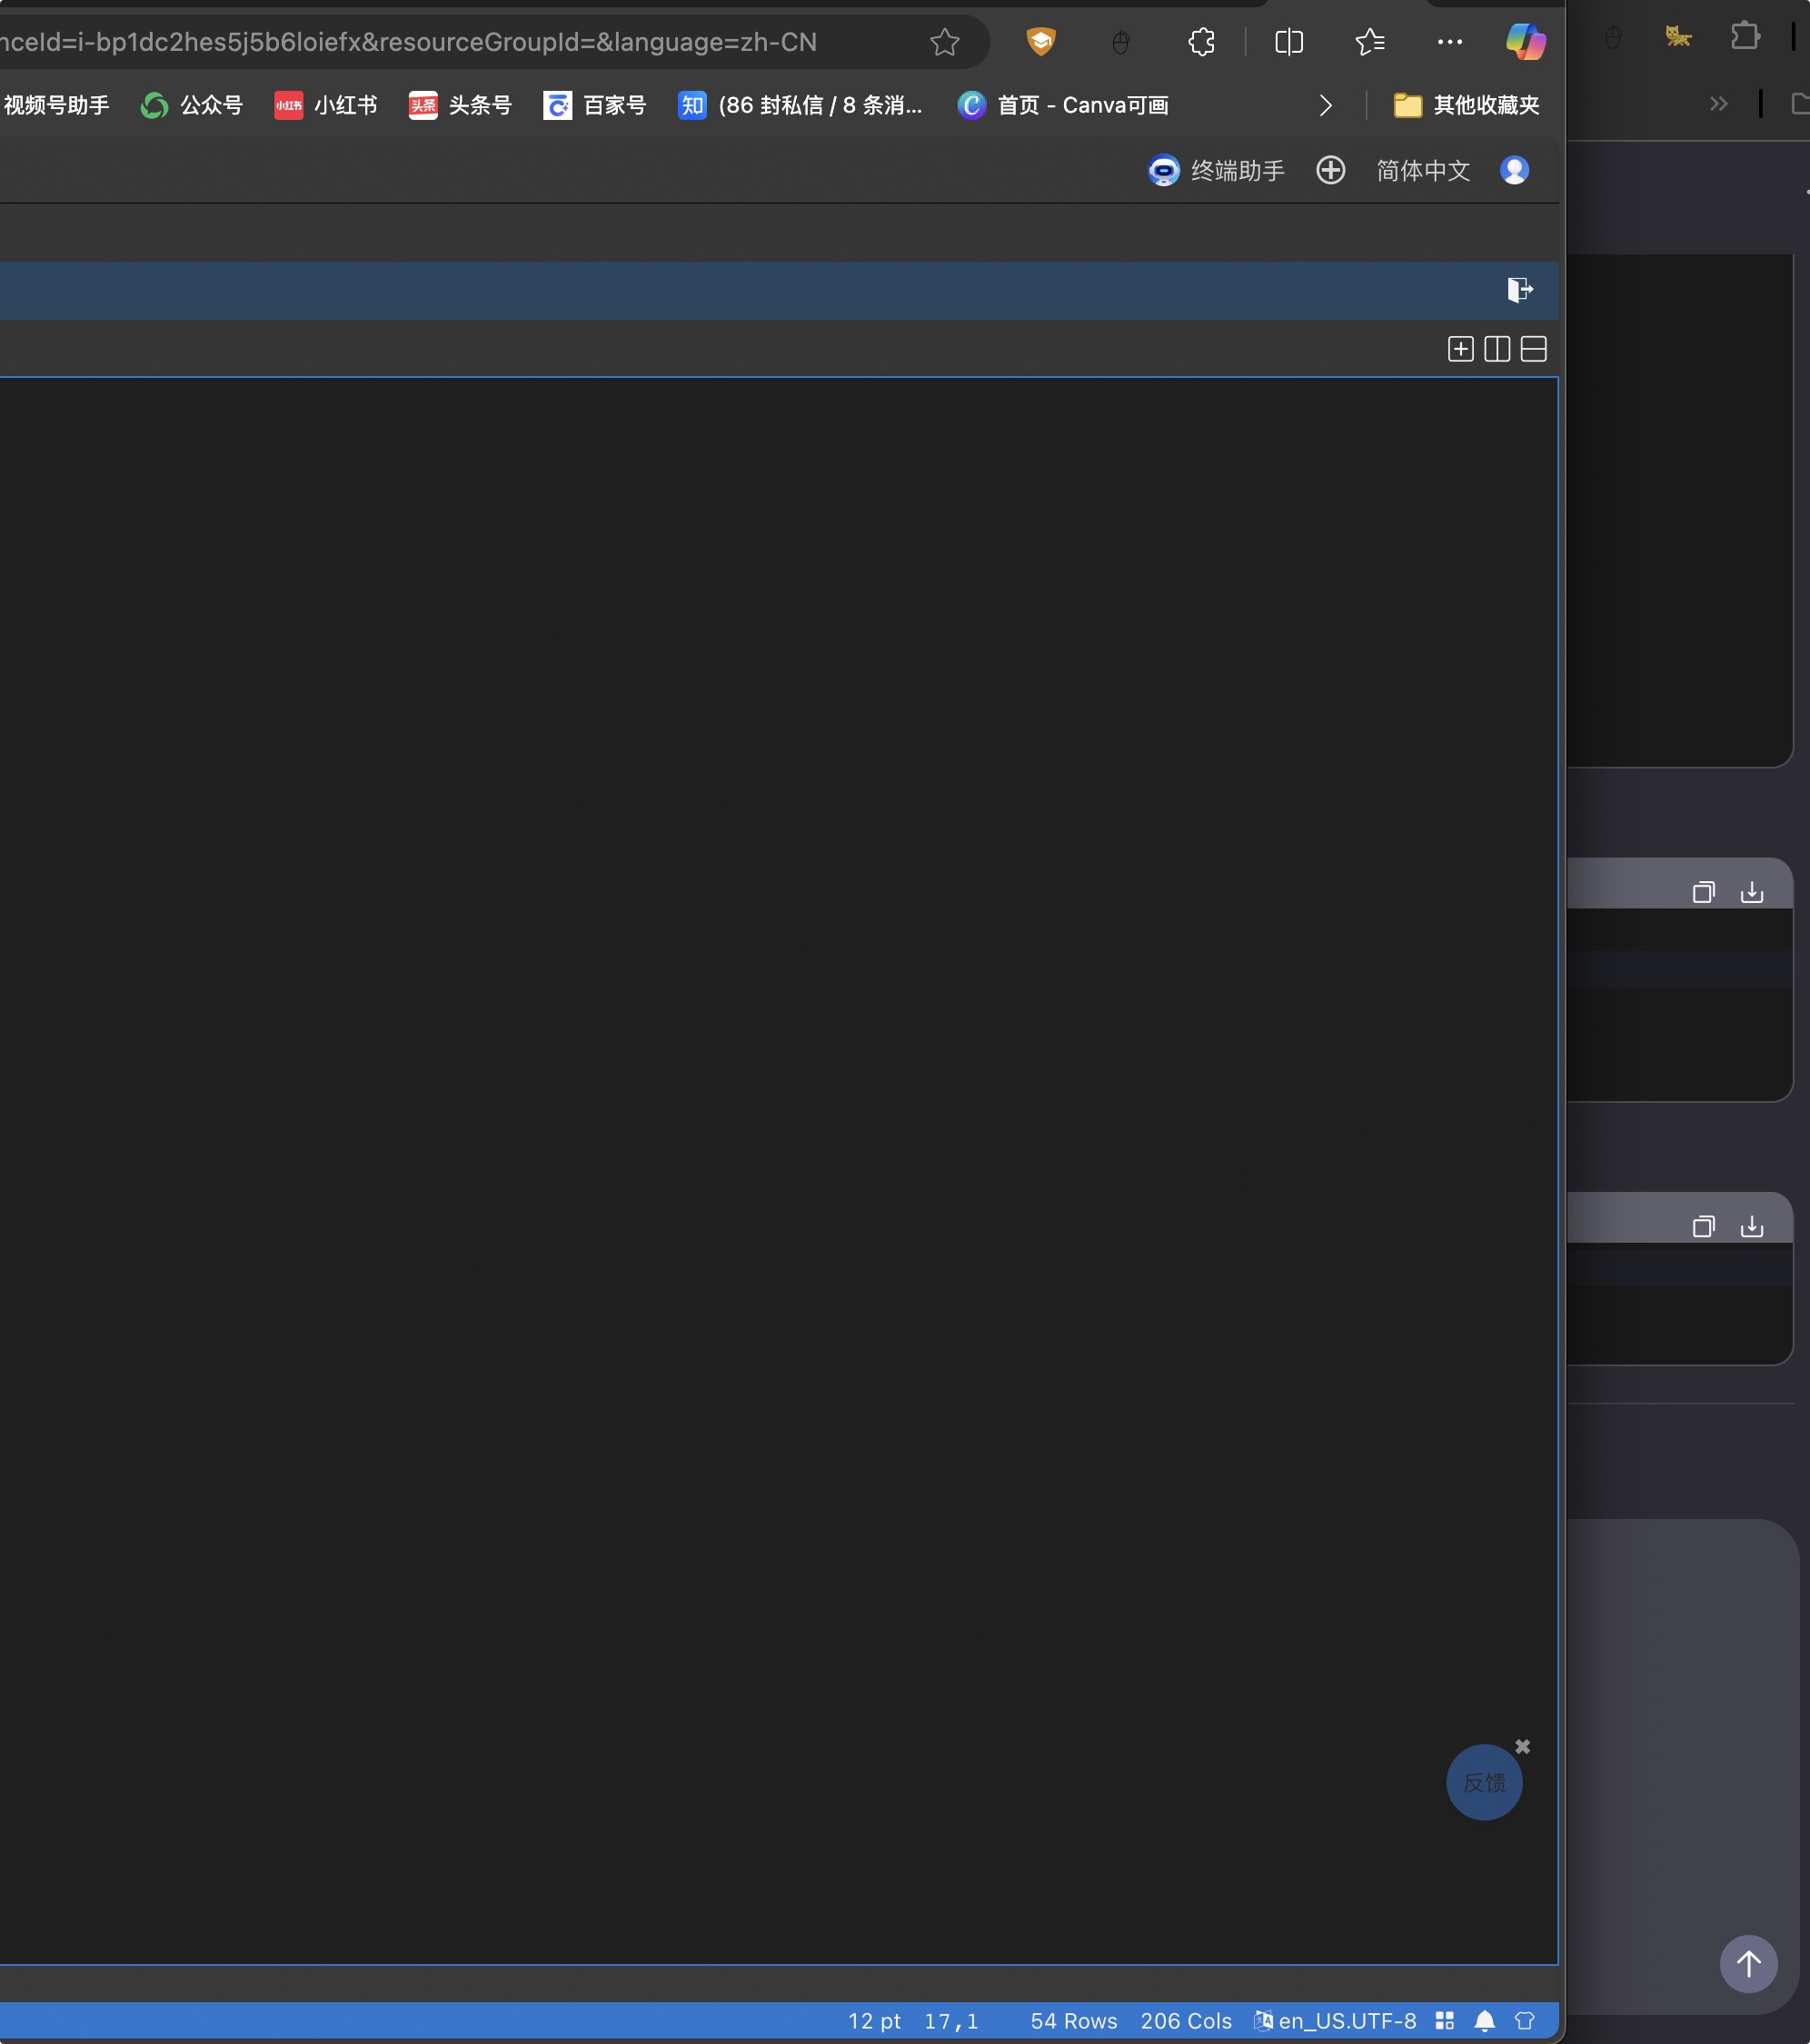 nceId=i-bp1dc2hes5j5b6loiefx&resourceGroupId=&language=zh-CN
视频号助手 公众号 小红书 小红书 头条 头条号 百家号 知 (86 封私信 / 8 条消... C 首页 - Canva可画 其他收藏夹
终端助手 简体中文
反馈
12 pt 17,1 54 Rows 206 Cols en_US.UTF-8